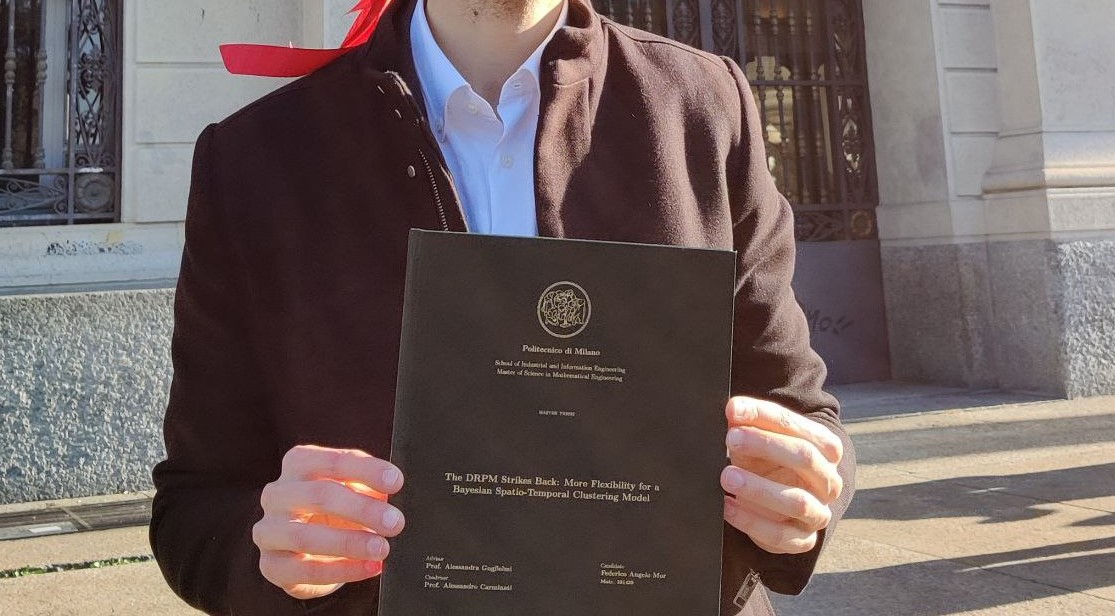 Politecnico di Milano
School of Industrial and Information Engineering
Master of Science in Mathematical Engineering
MASTER THESIS
The DRPM Strikes Back: More Flexibility for a
Bayesian Spatio-Temporal Clustering Model
Advisor
Prof. Alessandra Guglielmi
Coadvisor
Prof. Alessandro Carminati
Candidate
Federico Angelo Mor
Matr.